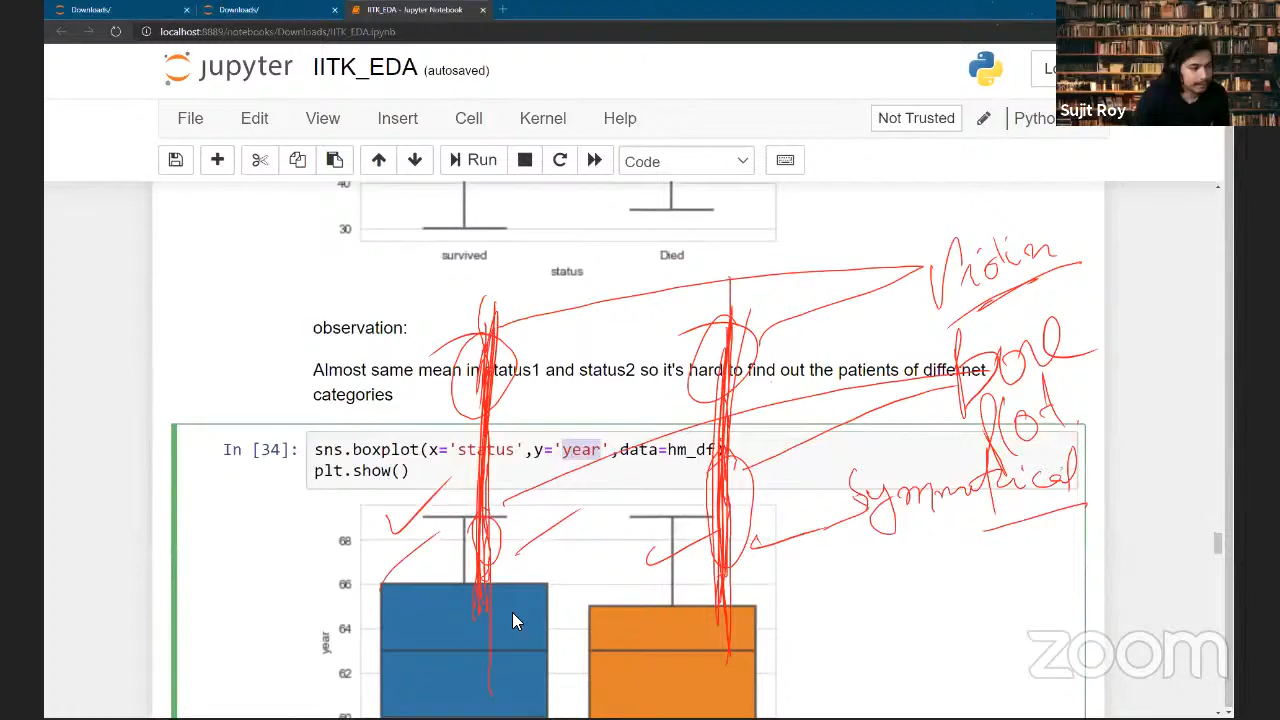 Downloads/
Downloads/
IITK_EDA - Jupyter Notebook
localhost:8889/notebooks/Downloads/IITK_EDA.ipynb
jupyter IITK_EDA (autosaved)
Sujit Roy
File Edit View Insert Cell Kernel Help
Not Trusted
Run
Code
40
30
survived Died
status
Violin
observation:
Almost same mean in status1 and status2 so it's hard to find out the patients of differnet
categories
plot
Symmetrical
In [34]: sns.boxplot(x='status',y='year',data=hm_df)
plt.show()
68
66
64
62
60
year
zoom